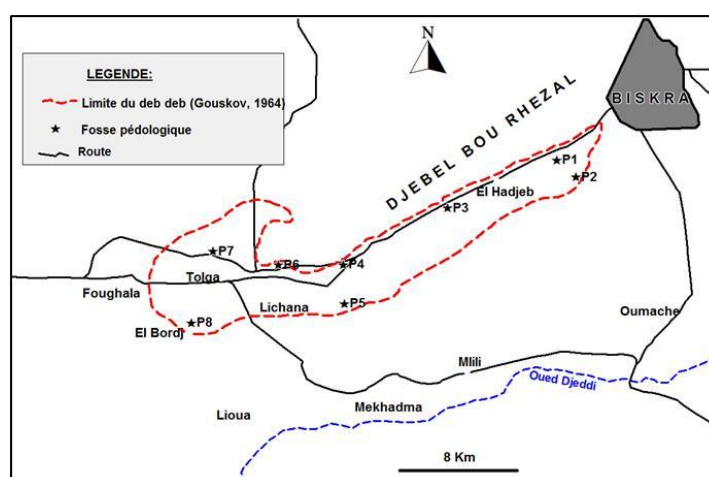 LEGENDE:
Limite du deb deb (Gouskov, 1964)
Fosse pédologique
Route
N
BISKRA
DJEBEL BOU RHEZAL
P1
P2
El Hadjeb
P3
P7
P6
P4
Tolga
Foughala
Lichana
P5
Oumache
El Bordj
P8
Mlili
Oued Djeddi
Mekhadma
Lioua
8 Km